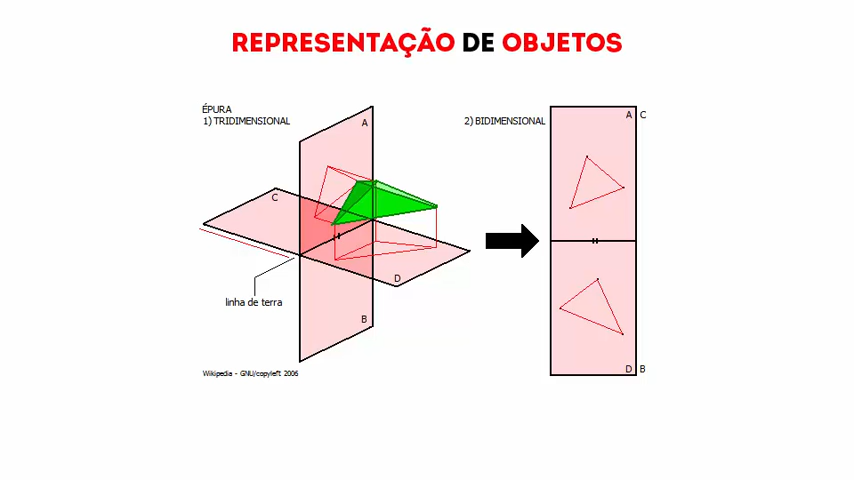 REPRESENTAÇÃO DE OBJETOS
ÉPURA
1) TRIDIMENSIONAL
2) BIDIMENSIONAL
A
C
A
C
D
linha de terra
B
D
B
Wikipedia - GNU/copyleft 2006